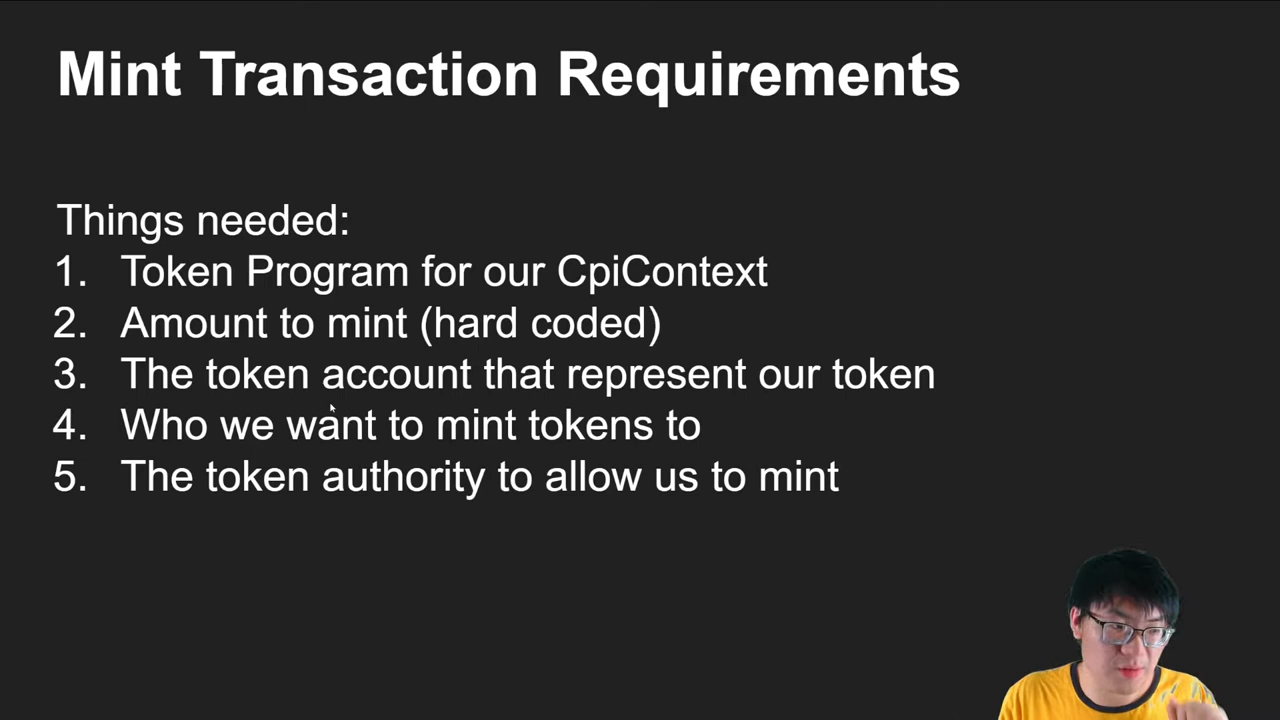 Mint Transaction Requirements
Things needed:
1. Token Program for our CpiContext
2. Amount to mint (hard coded)
3. The token account that represent our token
4. Who we want to mint tokens to
5. The token authority to allow us to mint